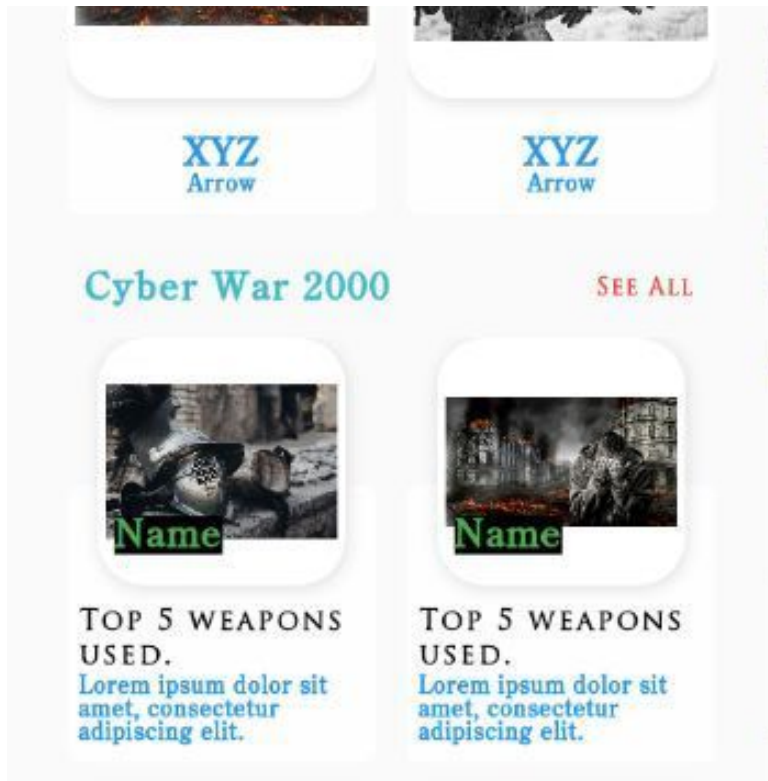 XYZ
Arrow
XYZ
Arrow
Cyber War 2000
See All
Name
Top 5 weapons
used.
Lorem ipsum dolor sit
amet, consectetur
adipiscing elit.
Name
Top 5 weapons
used.
Lorem ipsum dolor sit
amet, consectetur
adipiscing elit.